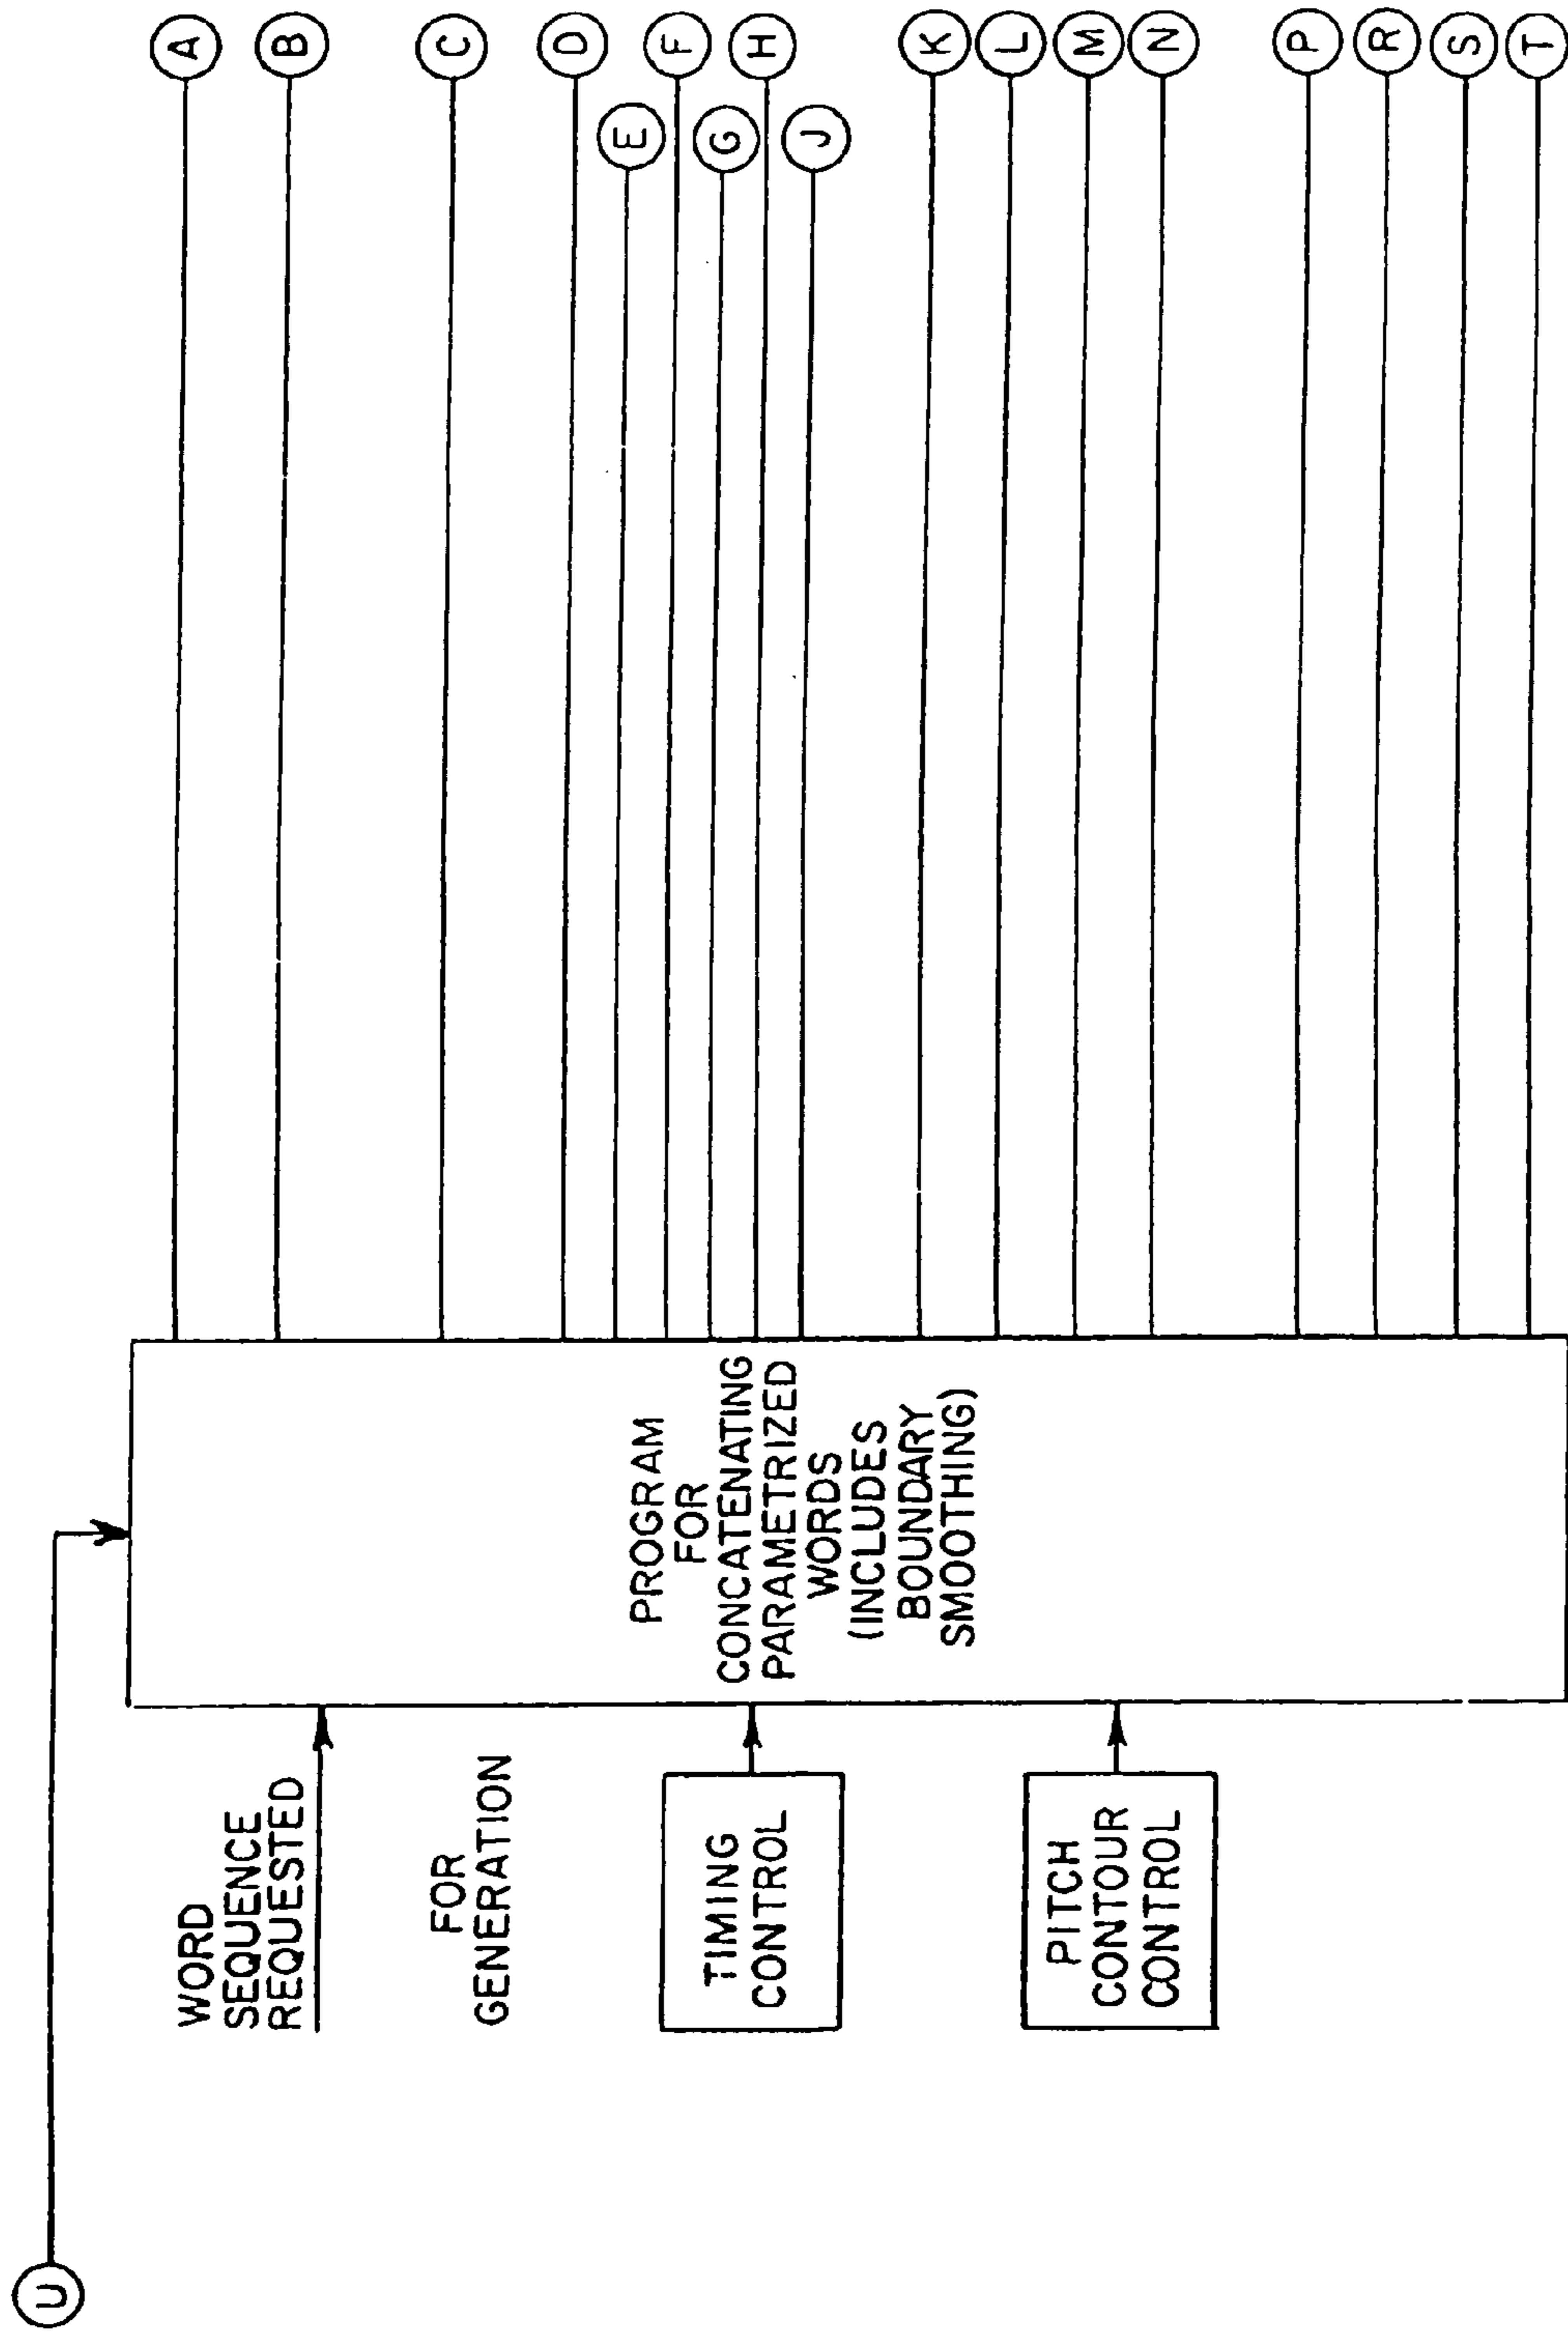 U
WORD
SEQUENCE
REQUESTED
FOR
GENERATION
TIMING
CONTROL
PITCH
CONTOUR
CONTROL
PROGRAM
FOR
CONCATENATING
PARAMETRIZED
WORDS
(INCLUDES
BOUNDARY
SMOOTHING)
A
B
C
D
E
F
G
H
J
K
L
M
N
P
R
S
T